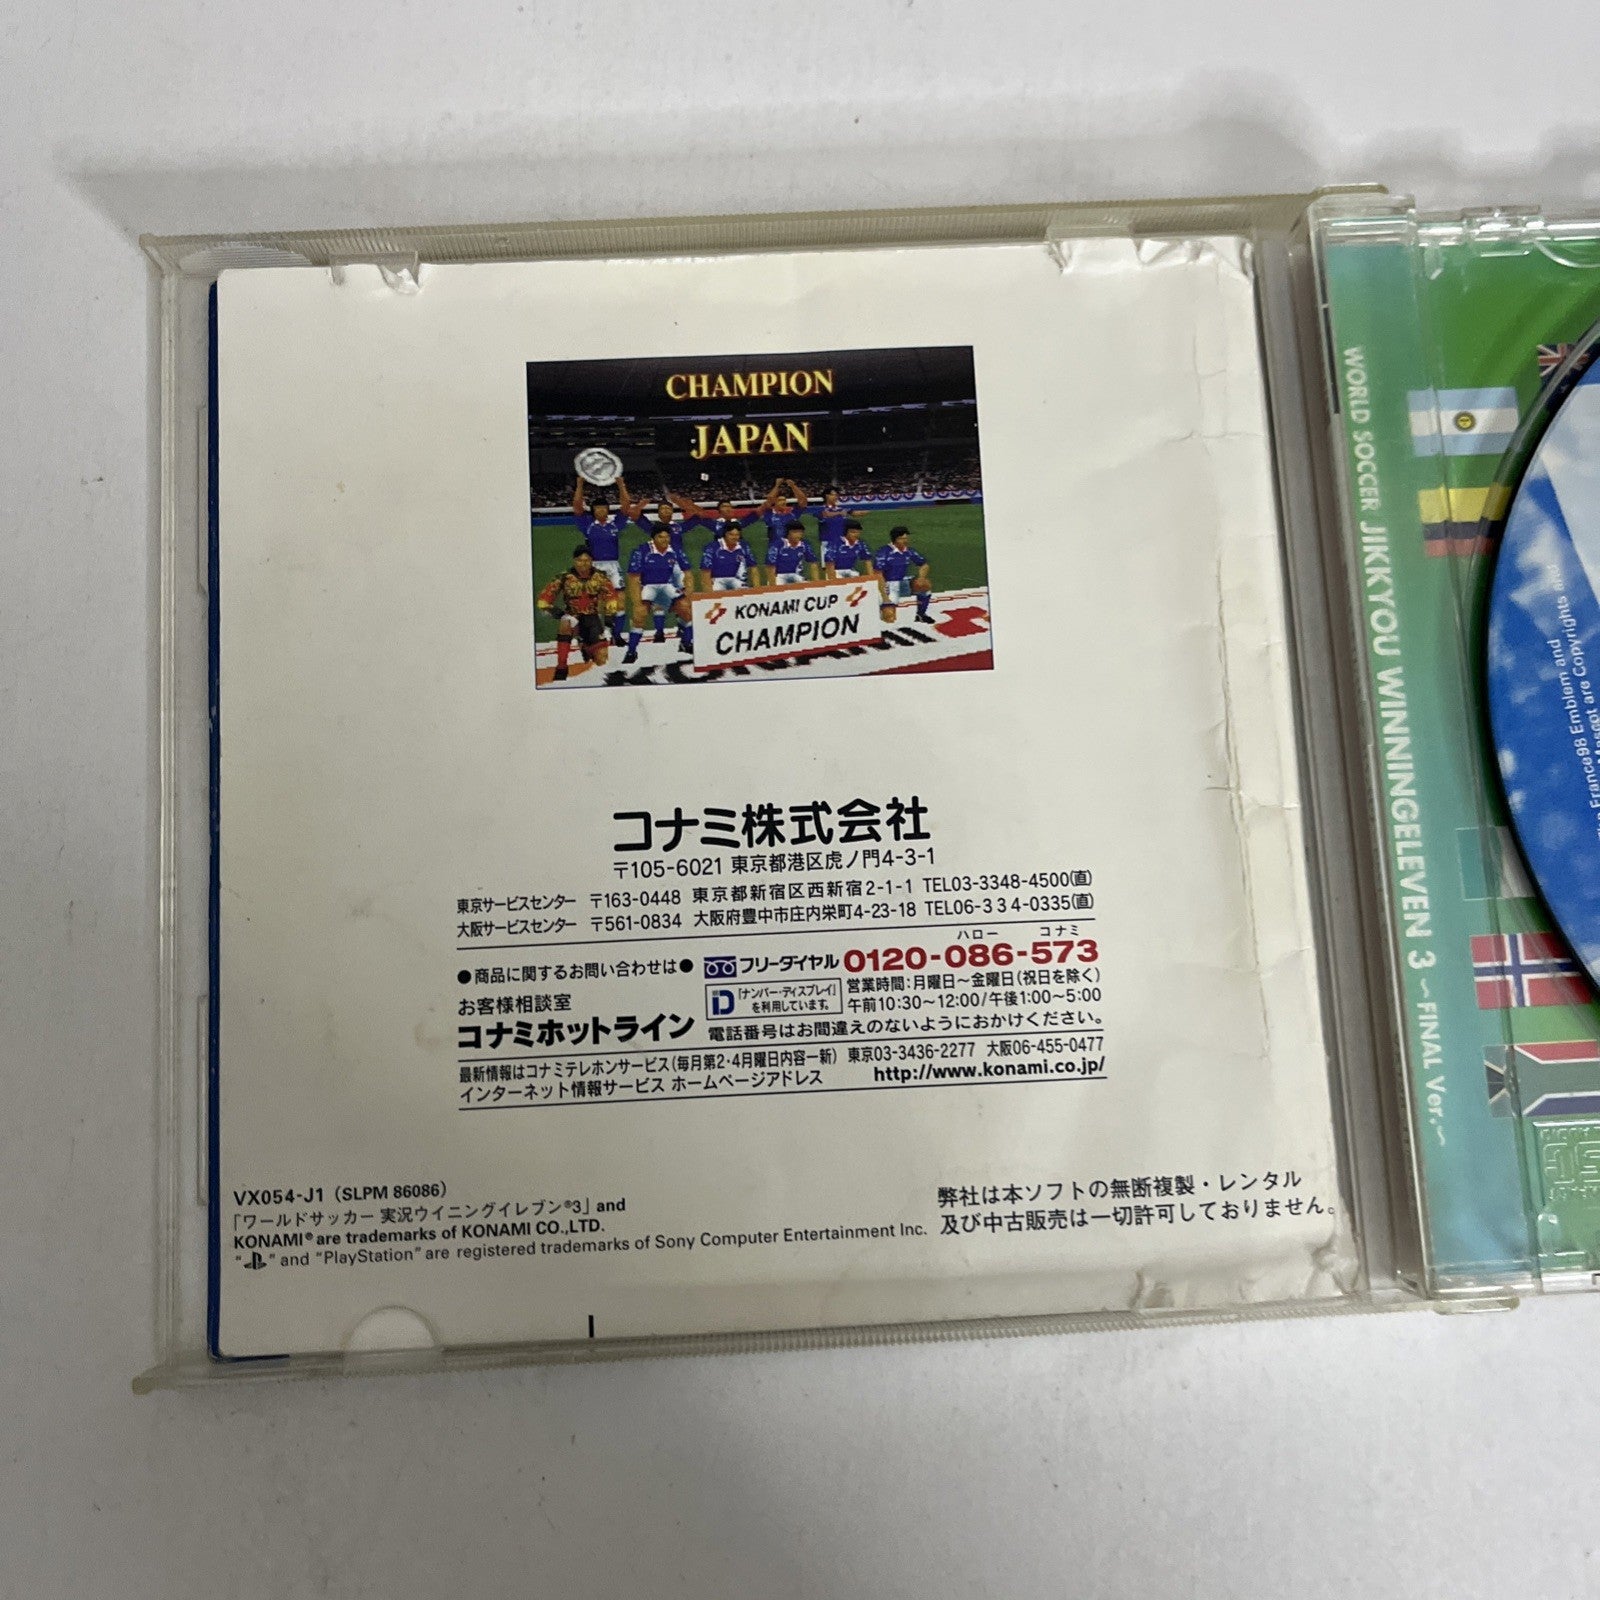 CHAMPION
JAPAN
KONAMI CUP
CHAMPION
コナミ株式会社
〒105-6021 東京都港区虎ノ門4-3-1
東京サービスセンター 〒163-0448 東京都新宿区西新宿2-1-1 TEL03-3348-4500(直)
大阪サービスセンター 〒561-0834 大阪府豊中市庄内栄町4-23-18 TEL06-334-0335(直)
ハロー コナミ
●商品に関するお問い合わせは● フリーダイヤル 0120-086-573
お客様相談室
コナミホットライン
D 「ナンバー・ディスプレイ」
を利用しています。
営業時間:月曜日〜金曜日(祝日を除く)
午前10:30〜12:00/午後1:00〜5:00
電話番号はお間違えのないようにおかけください。
最新情報はコナミテレホンサービス(毎月第2・4月曜日内容一新) 東京03-3436-2277 大阪06-455-0477
インターネット情報サービス ホームページアドレス http://www.konami.co.jp/
VX054-J1 (SLPM 86086)
「ワールドサッカー 実況ウイニングイレブン®3」 and
KONAMI® are trademarks of KONAMI CO.,LTD.
" " and "PlayStation" are registered trademarks of Sony Computer Entertainment Inc.
弊社は本ソフトの無断複製・レンタル
及び中古販売は一切許可しておりません。
WORLD SOCCER JIKKYOU WINNINGELEVEN 3 〜FINAL Ver.〜
France98 Emblem and
Mascot are Copyrights and